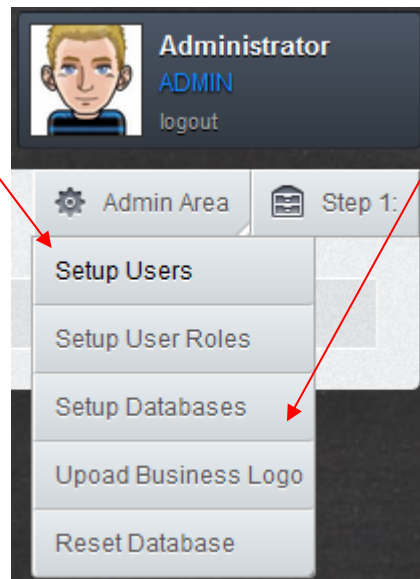 Administrator
ADMIN
logout
Admin Area
Step 1:
Setup Users
Setup User Roles
Setup Databases
Upoad Business Logo
Reset Database